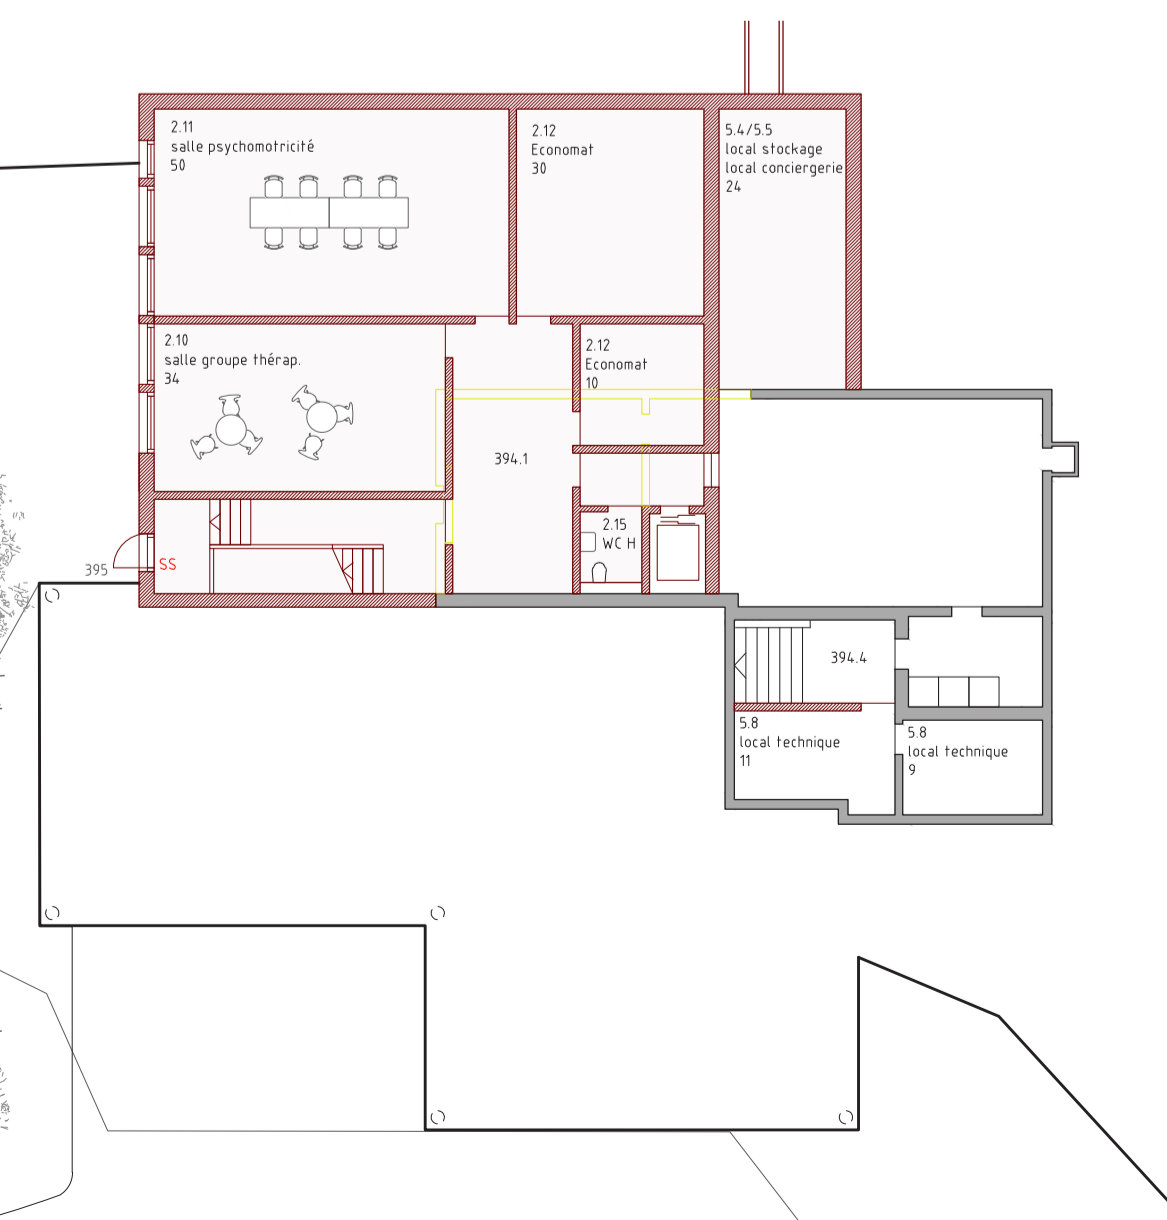 2.11
salle psychomotricité
50
2.12
Economat
30
5.4/5.5
local stockage
local conciergerie
24
2.10
salle groupe thérap.
34
2.12
Economat
10
394.1
2.15
WC H
395
SS
394.4
5.8
local technique
11
5.8
local technique
9